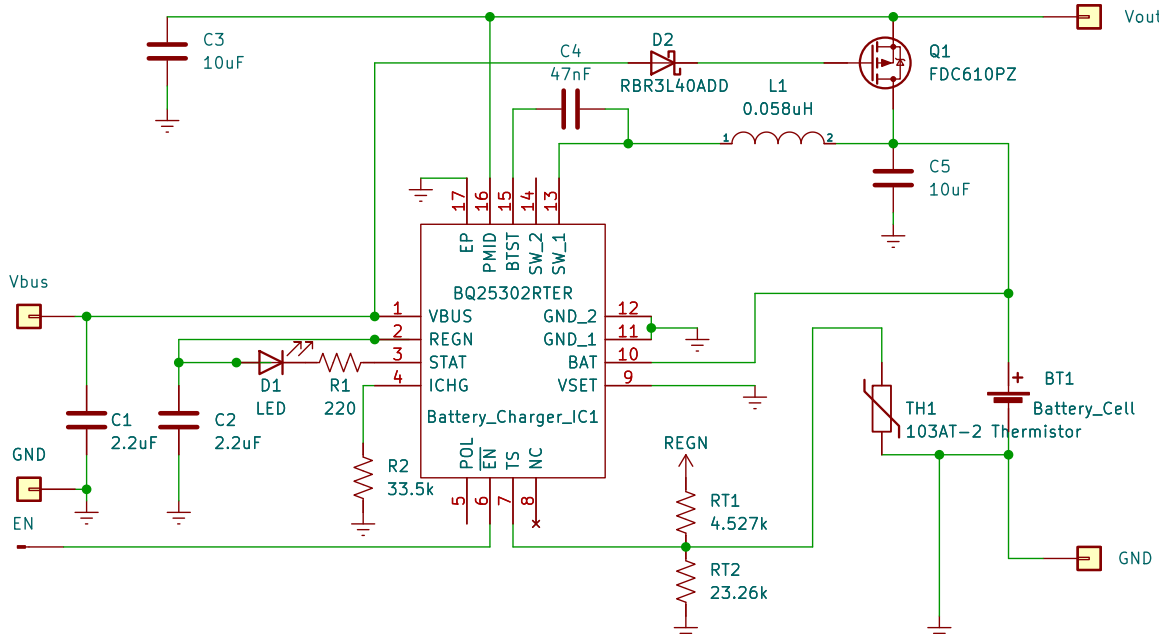 Vout
C3
10uF
C4
47nF
D2
RBR3L40ADD
Q1
FDC610PZ
L1
0.058uH
1
2
C5
10uF
17
16
15
14
13
EP
PMID
BTST
SW_2
SW_1
BQ25302RTER
Vbus
1
VBUS
2
REGN
3
STAT
4
ICHG
GND_2
12
GND_1
11
BAT
10
VSET
9
Battery_Charger_IC1
POL
EN
TS
NC
5
6
7
8
D1
LED
R1
220
C1
2.2uF
C2
2.2uF
GND
EN
R2
33.5k
REGN
RT1
4.527k
RT2
23.26k
TH1
103AT-2 Thermistor
+
BT1
Battery_Cell
GND